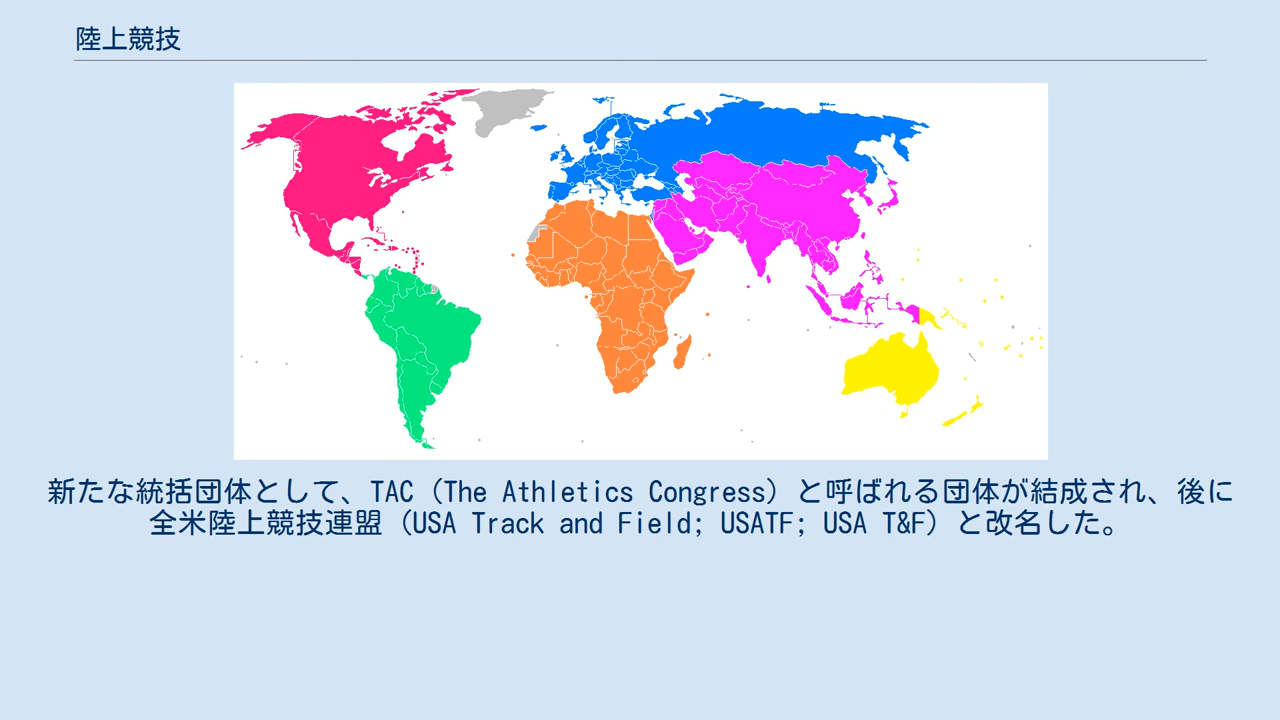 陸上競技
新たな統括団体として、TAC（The Athletics Congress）と呼ばれる団体が結成され、後に
全米陸上競技連盟（USA Track and Field; USATF; USA T&F）と改名した。